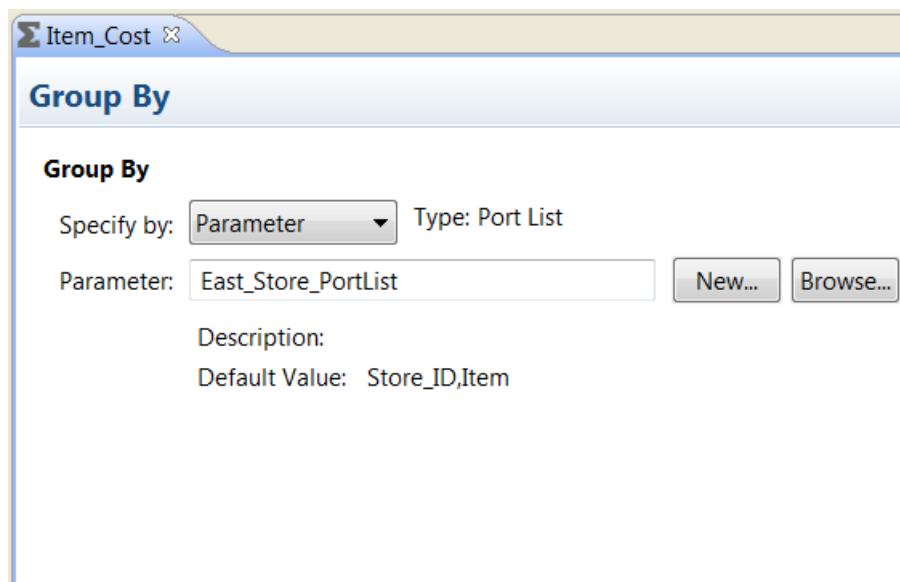 Item_Cost
Group By
Group By
Specify by: Parameter Type: Port List
Parameter: East_Store_PortList New... Browse...
Description:
Default Value: Store_ID,Item